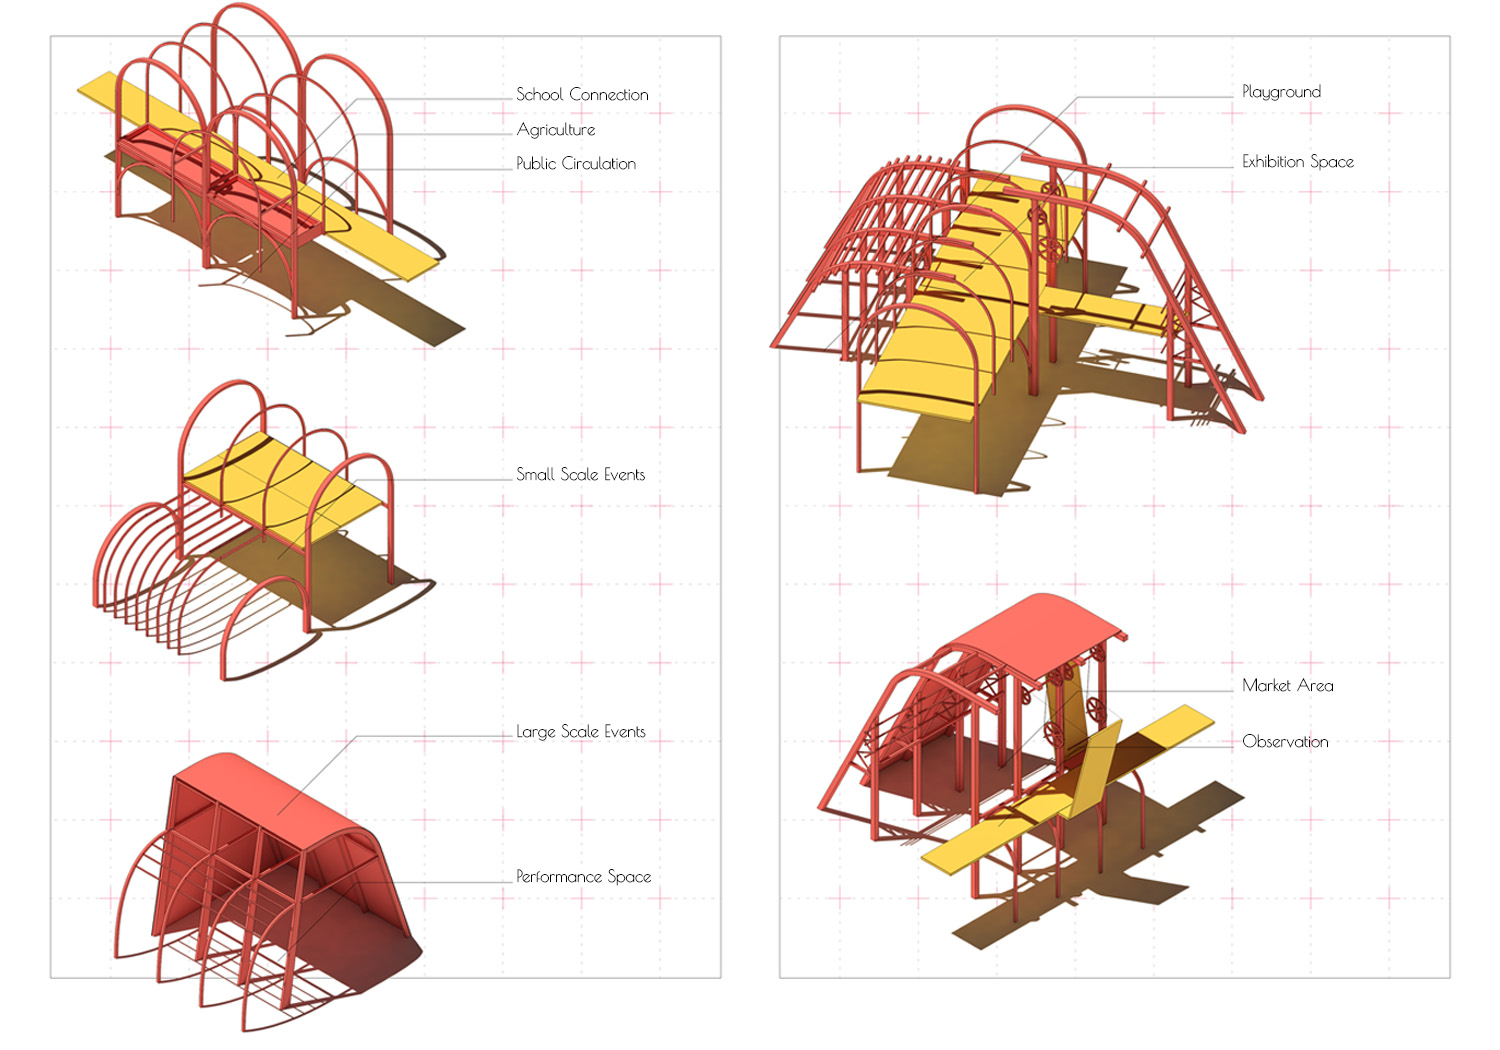 School Connection
Agriculture
Public Circulation
Small Scale Events
Large Scale Events
Performance Space
Playground
Exhibition Space
Market Area
Observation